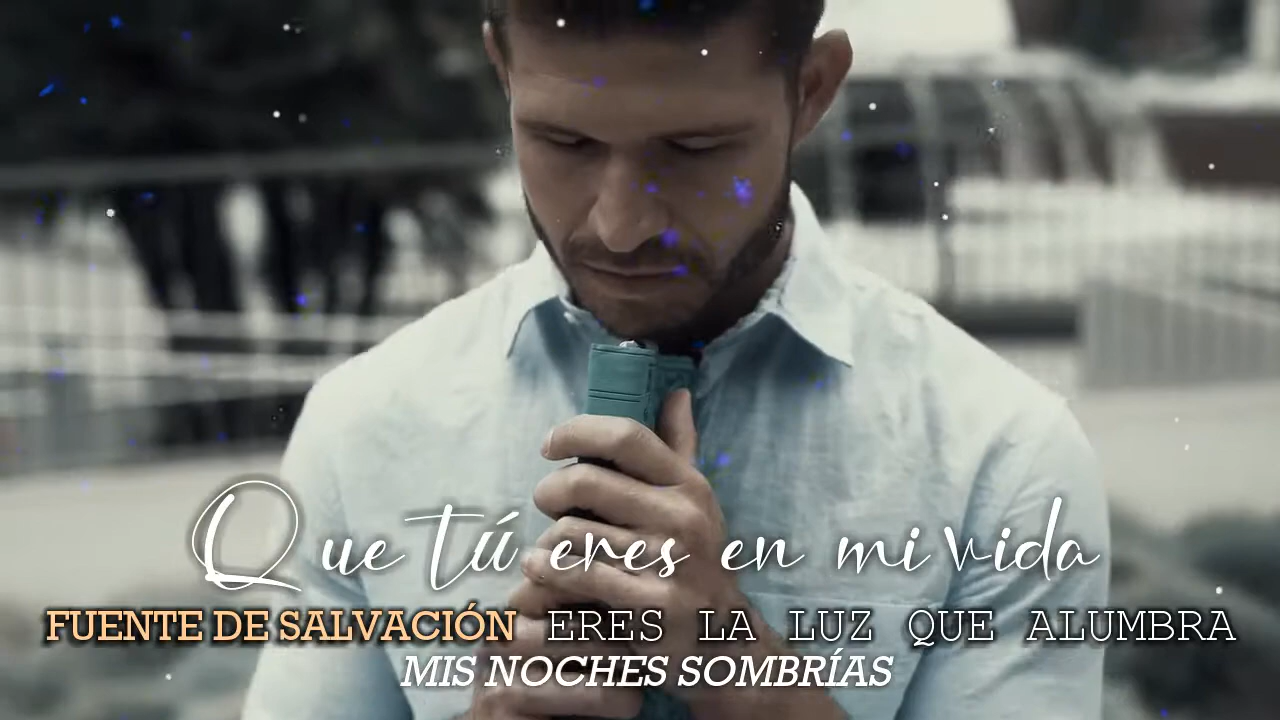 Que tú eres en mi vida
FUENTE DE SALVACIÓN ERES LA LUZ QUE ALUMBRA
MIS NOCHES SOMBRÍAS